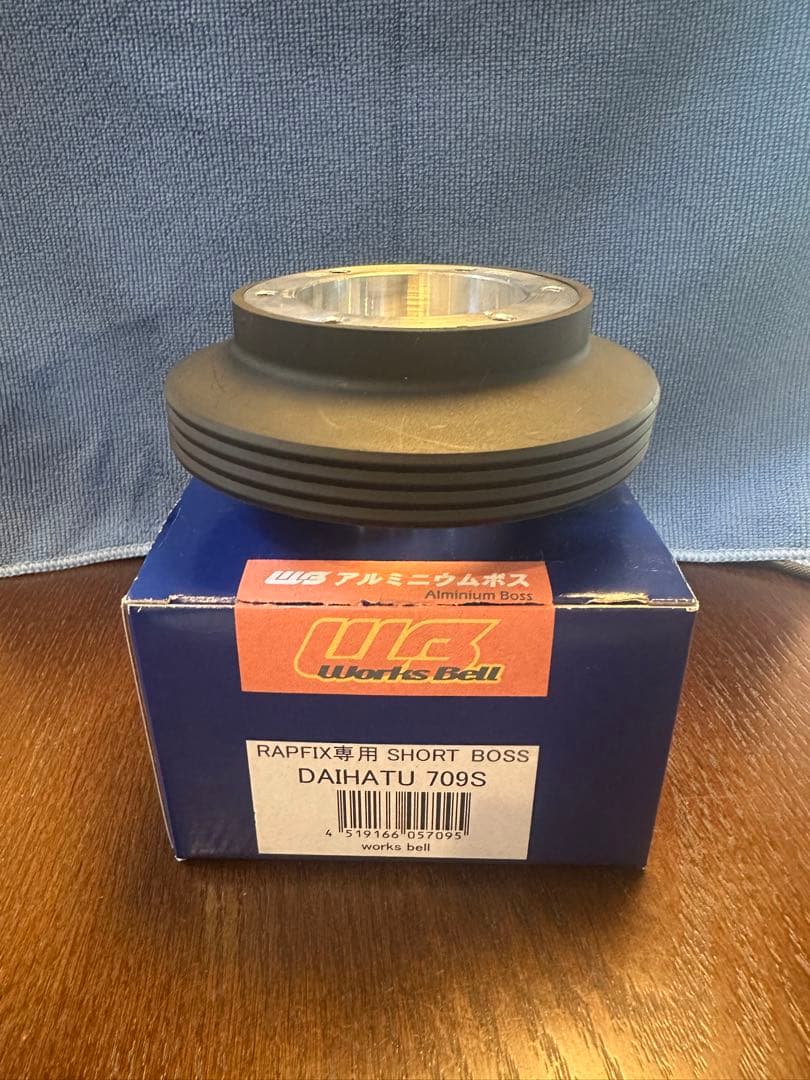 WB アルミニウムボス
Alminium Boss
WB
Works Bell
RAPFIX専用 SHORT BOSS
DAIHATU 709S
4 519166 057095
works bell